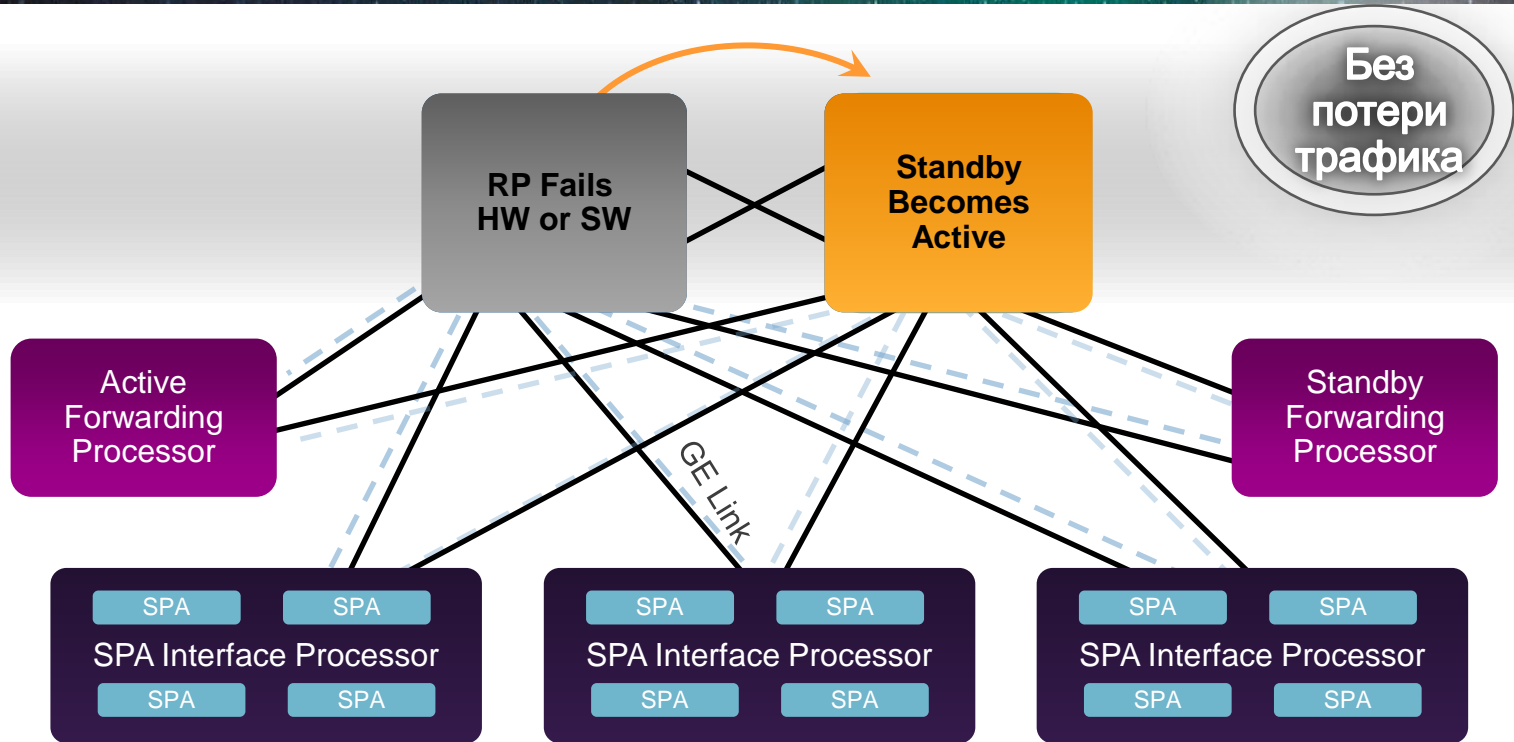 Без
потери
трафика
RP Fails
HW or SW
Standby
Becomes
Active
Active
Forwarding
Processor
Standby
Forwarding
Processor
GE Link
SPA SPA
SPA Interface Processor
SPA SPA
SPA SPA
SPA Interface Processor
SPA SPA
SPA SPA
SPA Interface Processor
SPA SPA